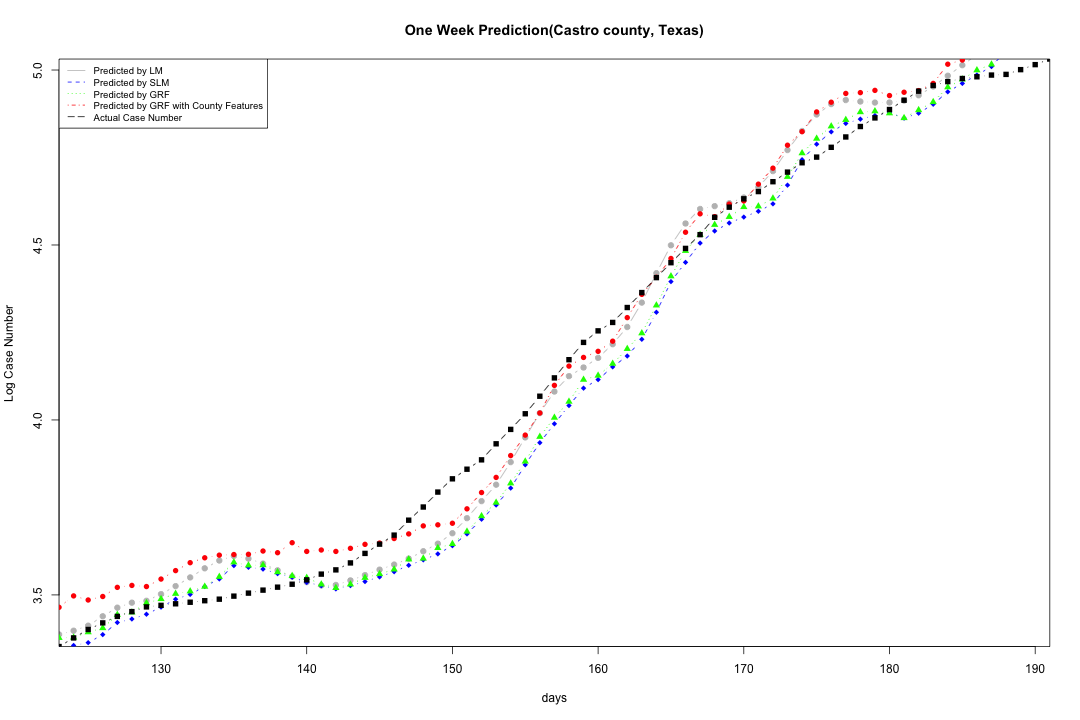 One Week Prediction(Castro county, Texas)
Predicted by LM
Predicted by SLM
Predicted by GRF
Predicted by GRF with County Features
Actual Case Number
5.0
4.5
4.0
3.5
Log Case Number
130 140 150 160 170 180 190
days